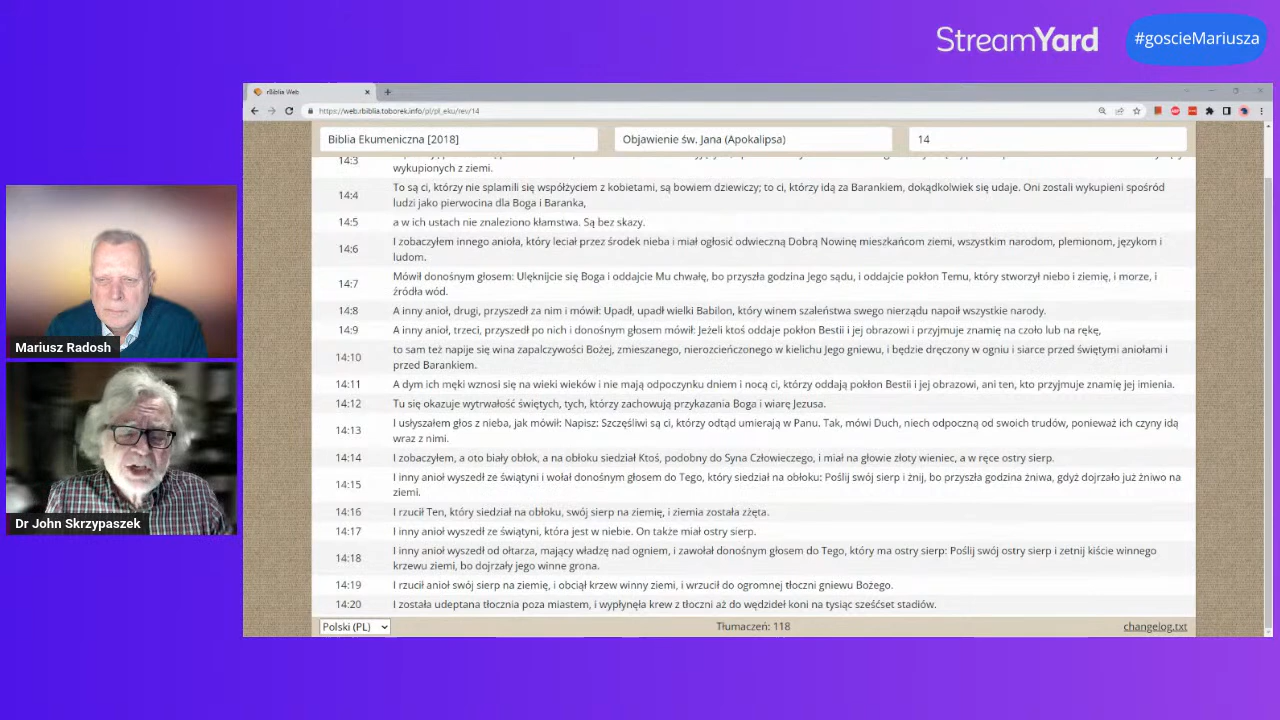 StreamYard
#goscieMariusza
rBiblia Web
https://web.rbiblia.toborek.info/pl/pl_eku/rev/14
Biblia Ekumeniczna [2018]
Objawienie św. Jana (Apokalipsa)
14
14:3
z ziemi.
14:4 To są ci, którzy nie splamili się współżyciem z kobietami: są bowiem dziewiczy; to ci, którzy idą za Barankiem, dokądkolwiek się udaje. Oni zostali wykupieni spośród
ludzi jako pierwocina dla Boga i Baranka,
14:5 a w ich ustach nie znaleziono kłamstwa. Są bez skazy.
14:6 I zobaczyłem innego anioła, który leciał przez środek nieba i miał ogłosić odwieczną Dobrą Nowinę mieszkańcom ziemi, wszystkim narodom, plemionom, językom i
ludom.
14:7 Mówił donośnym głosem: Ulęknijcie się Boga i oddajcie Mu chwałę, bo przyszła godzina Jego sądu, i oddajcie pokłon Temu, który stworzył niebo i ziemię, i morze, i
źródła wód.
14:8 A inny anioł, drugi, przyszedł za nim i mówił: Upadł, upadł wielki Babilon, który winem szaleństwa swego nierządu napoił wszystkie narody.
14:9 A inny anioł, trzeci, przyszedł po nich i donośnym głosem mówił: Jeżeli ktoś oddaje pokłon Bestii i jej obrazowi i przyjmuje znamię na czoło lub na rękę,
14:10 to sam też napije się wina zapalczywości Bożej, zmieszanego, nierozcieńczonego w kielichu Jego gniewu, i będzie dręczony w ogniu i siarce przed świętymi aniołami i
przed Barankiem.
14:11 A dym ich męki wznosi się na wieki wieków i nie mają odpoczynku dniem i nocą ci, którzy oddają pokłon Bestii i jej obrazowi, ani ten, kto przyjmuje znamię jej imienia.
14:12 Tu się okazuje wytrwałość świętych, tych, którzy zachowują przykazania Boga i wiarę Jezusa.
14:13 I usłyszałem głos z nieba, jak mówił: Napisz: Szczęśliwi są ci, którzy odtąd umierają w Panu. Tak, mówi Duch, niech odpoczną od swoich trudów, ponieważ ich czyny idą
wraz z nimi.
14:14 I zobaczyłem, a oto biały obłok, a na obłoku siedział Ktoś, podobny do Syna Człowieczego, i miał na głowie złoty wieniec, a w ręce ostry sierp.
14:15 I inny anioł wyszedł ze świątyni i wołał donośnym głosem do Tego, który siedział na obłoku: Poślij swój sierp i żnij, bo przyszła godzina żniwa, gdyż dojrzało już żniwo na
ziemi.
14:16 I rzucił Ten, który siedział na obłoku, swój sierp na ziemię, i ziemia została zżęta.
14:17 I inny anioł wyszedł ze świątyni, która jest w niebie. On też miał ostry sierp.
14:18 I inny anioł wyszedł od ołtarza, mający władzę nad ogniem, i zawołał donośnym głosem do Tego, który ma ostry sierp: Poślij swój ostry sierp i zetnij kiście winnego
krzewu ziemi, bo dojrzały jego winne grona.
14:19 I rzucił anioł swój sierp na ziemię, i obciął krzew winny ziemi, i wrzucił do ogromnej tłoczni gniewu Bożego.
14:20 I została udeptana tłocznia poza miastem, i wypłynęła krew z tłoczni aż do wędzideł koni na tysiąc sześćset stadiów.
Polski (PL)
Tłumaczeń: 118
changelog.txt
Mariusz Radosh
Dr John Skrzypaszek